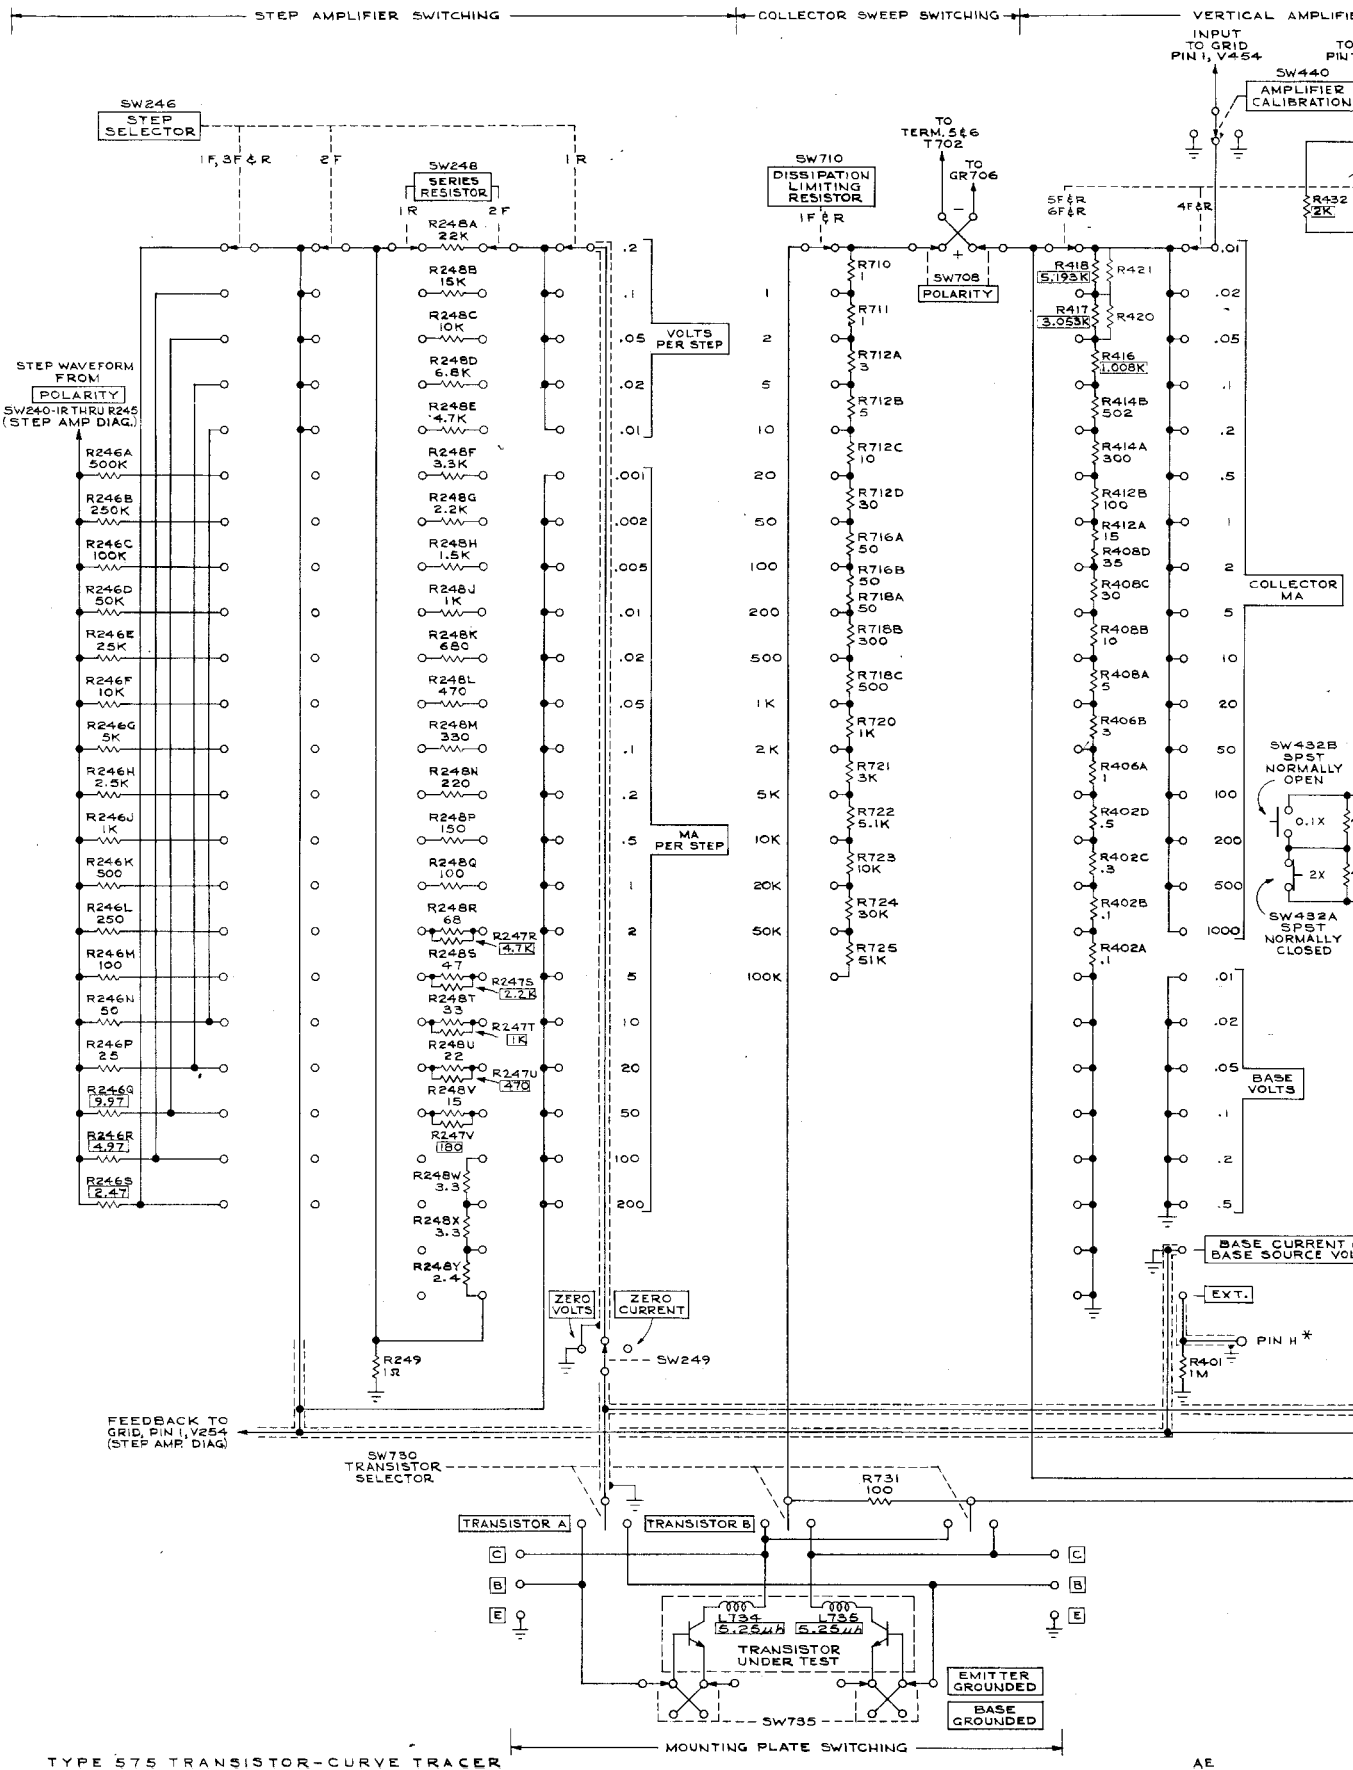 STEP AMPLIFIER SWITCHING
COLLECTOR SWEEP SWITCHING
VERTICAL AMPLIFIE
INPUT
TO GRID
PIN 1, V454
TO
PIN
SW440
AMPLIFIER
CALIBRATION
SW246
STEP
SELECTOR
1F, 3F & R
2F
1R
SW248
SERIES
RESISTOR
1R
2F
SW710
DISSIPATION
LIMITING
RESISTOR
1F & R
TO
TERM. 5 & 6
T702
TO
GR706
-
+
SW708
POLARITY
5F & R
6F & R
4F & R
R432
2K
STEP WAVEFORM
FROM
POLARITY
SW240-1R THRU R245
(STEP AMP DIAG.)
R246A
500K
R246B
250K
R246C
100K
R246D
50K
R246E
25K
R246F
10K
R246G
5K
R246H
2.5K
R246J
1K
R246K
500
R246L
250
R246M
100
R246N
50
R246P
25
R246Q
9.97
R246R
4.97
R246S
2.47
R248A
22K
R248B
15K
R248C
10K
R248D
6.8K
R248E
4.7K
R248F
3.3K
R248G
2.2K
R248H
1.5K
R248J
1K
R248K
680
R248L
470
R248M
330
R248N
220
R248P
150
R248Q
100
R248R
68
R247R
4.7K
R248S
47
R247S
2.2K
R248T
33
R247T
1K
R248U
22
R247U
470
R248V
15
R247V
180
R248W
3.3
R248X
3.3
R248Y
2.4
R249
1Ω
.2
.1
.05
.02
.01
VOLTS
PER STEP
.001
.002
.005
.01
.02
.05
.1
.2
.5
1
2
5
10
20
50
100
200
MA
PER STEP
1
2
5
10
20
50
100
200
500
1K
2K
5K
10K
20K
50K
100K
R710
1
R711
1
R712A
3
R712B
5
R712C
10
R712D
30
R716A
50
R716B
50
R718A
50
R718B
300
R718C
500
R720
1K
R721
3K
R722
5.1K
R723
10K
R724
30K
R725
51K
R418
5.193K
R421
R417
3.053K
R420
R416
1.008K
R414B
502
R414A
300
R412B
100
R412A
15
R408D
35
R408C
30
R408B
10
R408A
5
R406B
3
R406A
1
R402D
.5
R402C
.3
R402B
.1
R402A
.1
.01
.02
.05
.1
.2
.5
1
2
5
10
20
50
100
200
500
1000
COLLECTOR
MA
SW432B
SPST
NORMALLY
OPEN
0.1X
2X
SW432A
SPST
NORMALLY
CLOSED
.01
.02
.05
.1
.2
.5
BASE
VOLTS
BASE CURRENT
BASE SOURCE VOL
EXT.
PIN H *
R401
1M
ZERO
VOLTS
ZERO
CURRENT
SW249
FEEDBACK TO
GRID, PIN 1, V254
(STEP AMP. DIAG)
SW730
TRANSISTOR
SELECTOR
R731
100
TRANSISTOR A
TRANSISTOR B
C
B
E
C
B
E
L734
5.25μh
L735
5.25μh
TRANSISTOR
UNDER TEST
EMITTER
GROUNDED
BASE
GROUNDED
SW735
MOUNTING PLATE SWITCHING
TYPE 575 TRANSISTOR-CURVE TRACER
AE